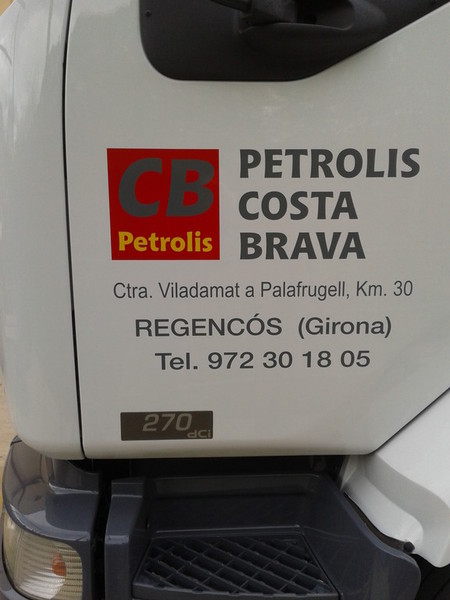 CB
Petrolis
PETROLIS
COSTA
BRAVA
Ctra. Viladamat a Palafrugell, Km. 30
REGENCÓS (Girona)
Tel. 972 30 18 05
270
dCi